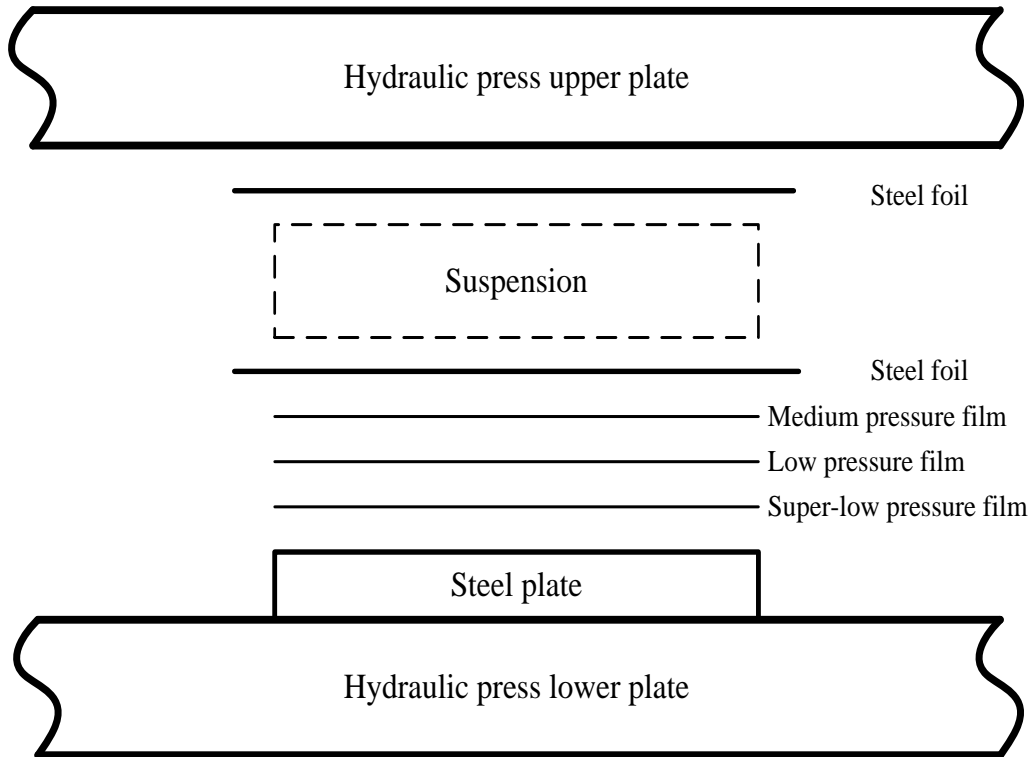 Hydraulic press upper plate
Steel foil
Suspension
Steel foil
Medium pressure film
Low pressure film
Super-low pressure film
Steel plate
Hydraulic press lower plate